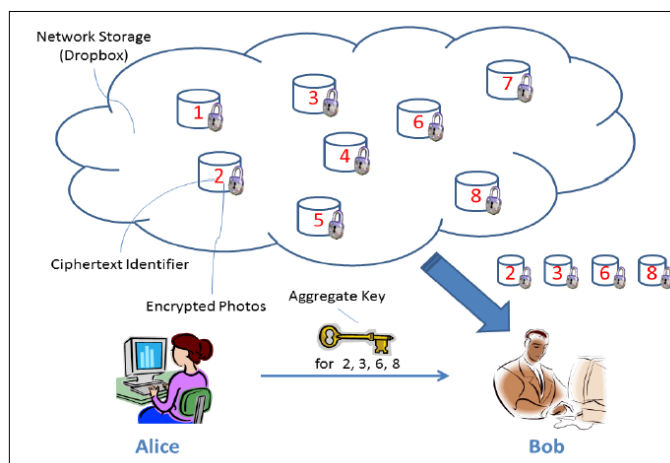 Network Storage
(Dropbox)
7
3
1
6
4
2
8
5
Ciphertext Identifier
2 3 6 8
Encrypted Photos
Aggregate Key
for 2, 3, 6, 8
Alice
Bob